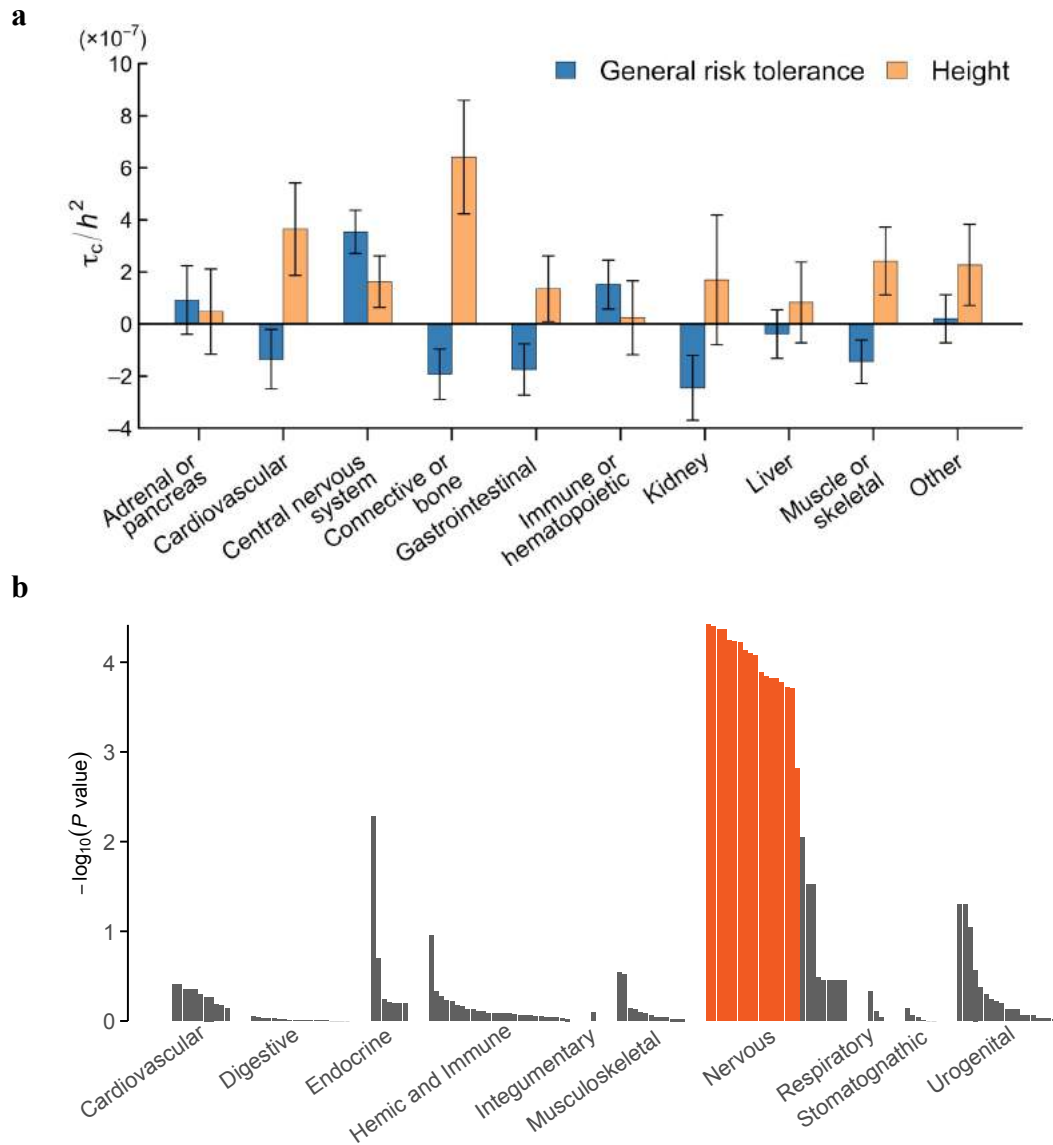 a
(×10⁻⁷)
10
8
6
4
2
0
−2
−4
τc/h²
General risk tolerance
Height
Adrenal or
pancreas
Cardiovascular
Central nervous
system
Connective or
bone
Gastrointestinal
Immune or
hematopoietic
Kidney
Liver
Muscle or
skeletal
Other
b
4
3
2
1
0
−log₁₀(P value)
Cardiovascular
Digestive
Endocrine
Hemic and Immune
Integumentary
Musculoskeletal
Nervous
Respiratory
Stomatognathic
Urogenital